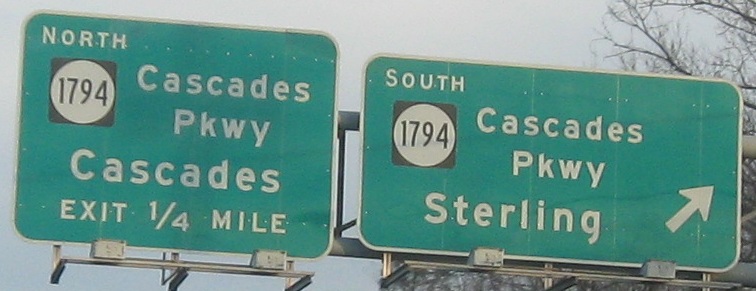 NORTH
1794 Cascades
Pkwy
Cascades
EXIT 1/4 MILE
SOUTH
1794 Cascades
Pkwy
Sterling